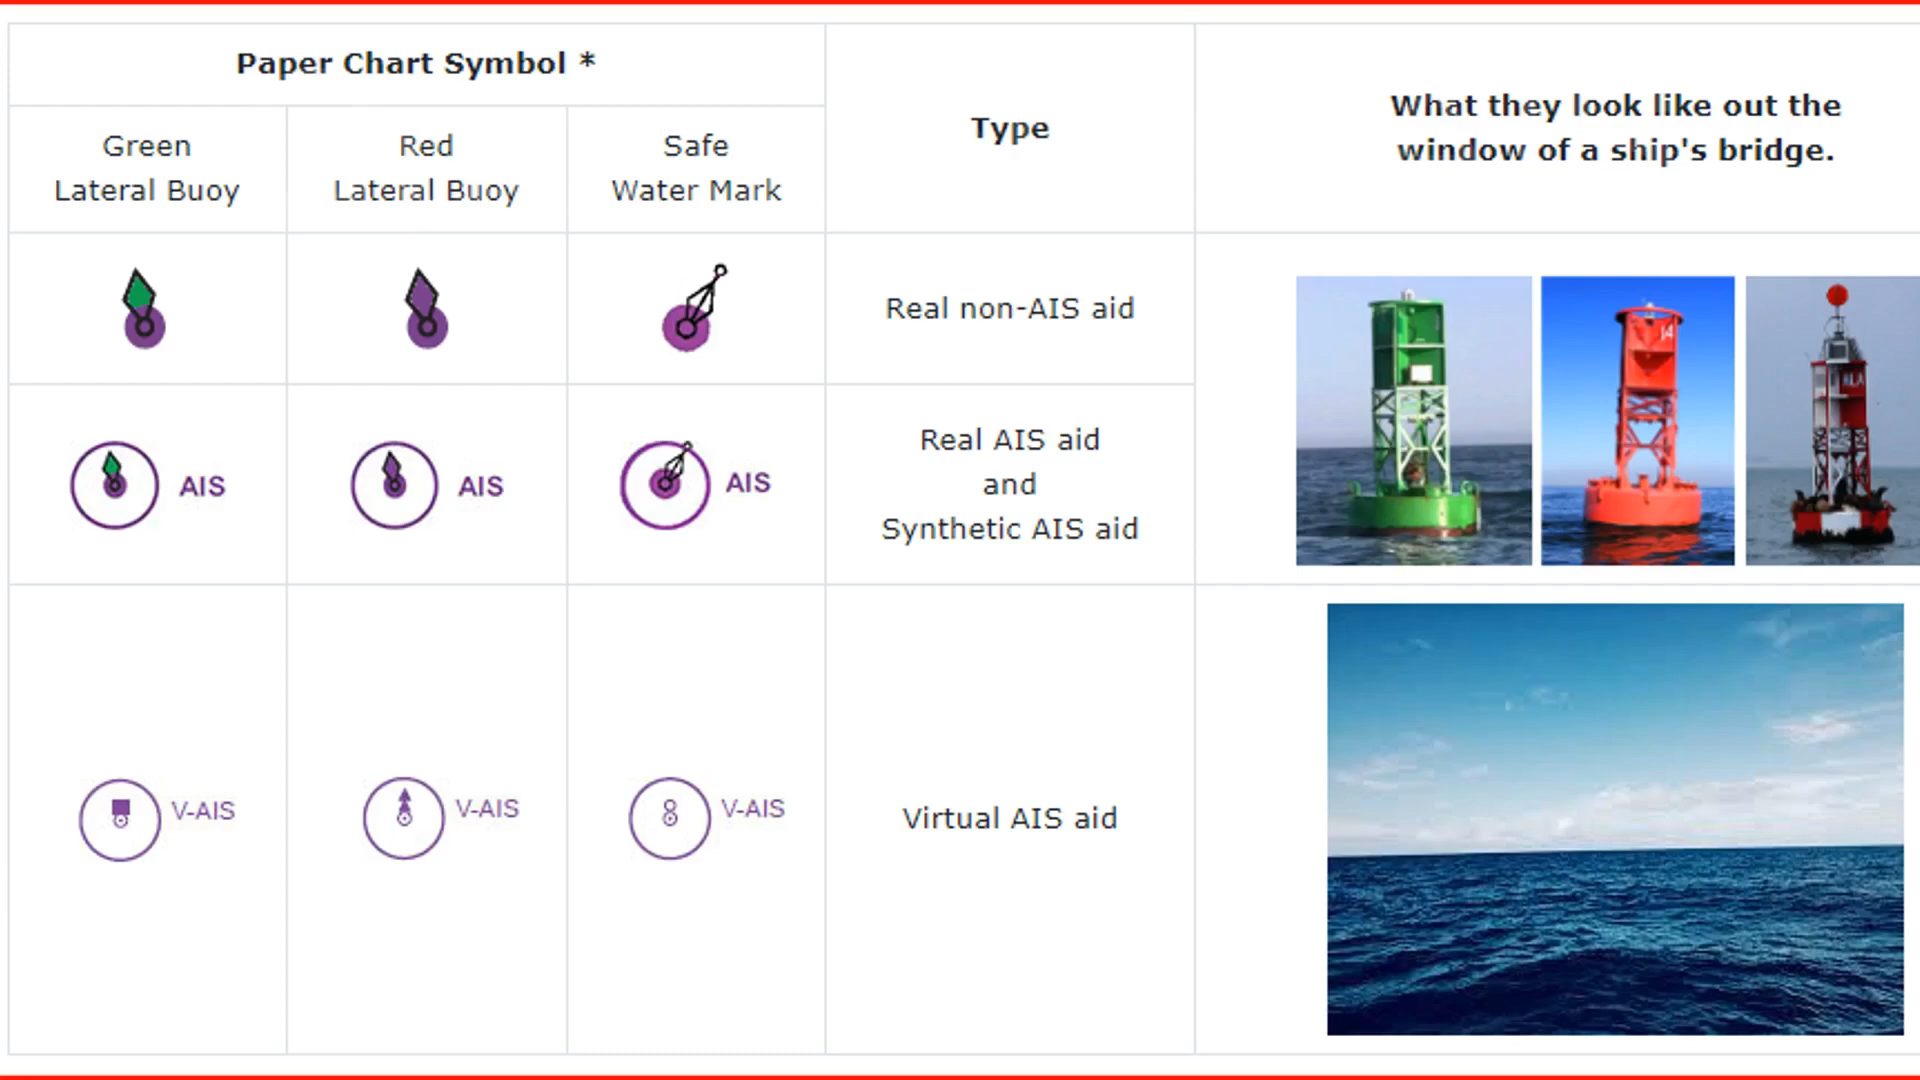 Paper Chart Symbol *
Type
What they look like out the
window of a ship's bridge.
Green
Lateral Buoy
Red
Lateral Buoy
Safe
Water Mark
Real non-AIS aid
14
AIS
AIS
AIS
Real AIS aid
and
Synthetic AIS aid
V-AIS
V-AIS
V-AIS
Virtual AIS aid